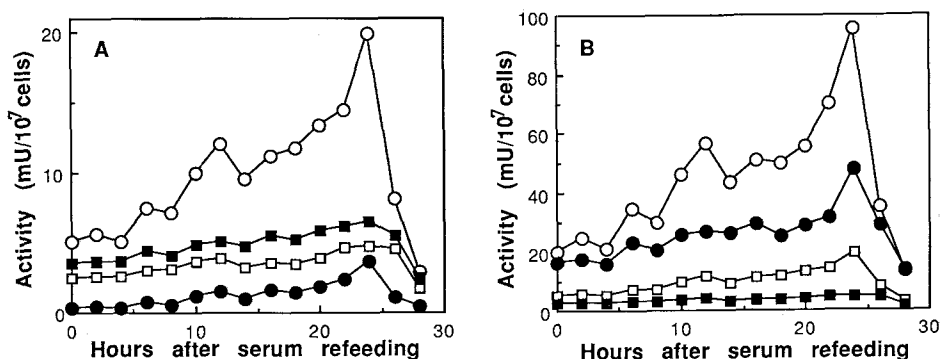 A
Activity (mU/10⁷cells)
20
10
0
0 10 20 30
Hours after serum refeeding
B
Activity (mU/10⁷cells)
100
80
60
40
20
0
0 10 20 30
Hours after serum refeeding